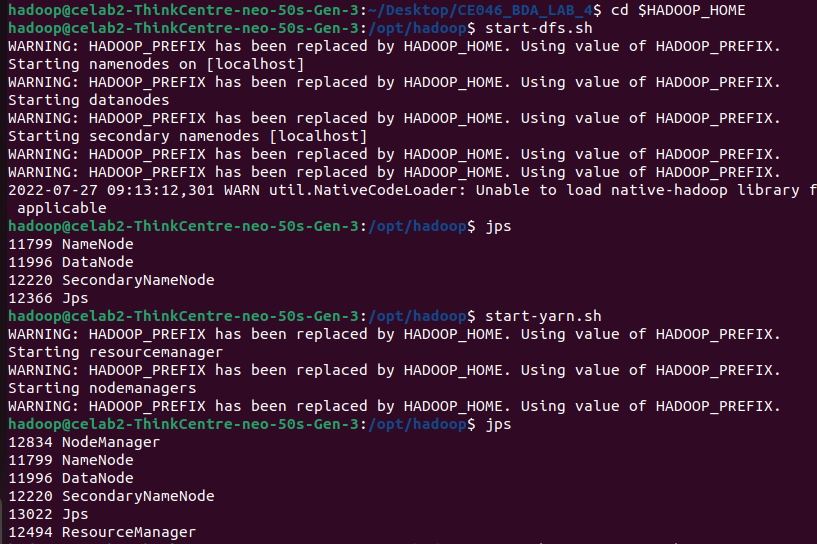 hadoop@celab2-ThinkCentre-neo-50s-Gen-3:~/Desktop/CE046_BDA_LAB_4$ cd $HADOOP_HOME
hadoop@celab2-ThinkCentre-neo-50s-Gen-3:/opt/hadoop$ start-dfs.sh
WARNING: HADOOP_PREFIX has been replaced by HADOOP_HOME. Using value of HADOOP_PREFIX.
Starting namenodes on [localhost]
WARNING: HADOOP_PREFIX has been replaced by HADOOP_HOME. Using value of HADOOP_PREFIX.
Starting datanodes
WARNING: HADOOP_PREFIX has been replaced by HADOOP_HOME. Using value of HADOOP_PREFIX.
Starting secondary namenodes [localhost]
WARNING: HADOOP_PREFIX has been replaced by HADOOP_HOME. Using value of HADOOP_PREFIX.
WARNING: HADOOP_PREFIX has been replaced by HADOOP_HOME. Using value of HADOOP_PREFIX.
2022-07-27 09:13:12,301 WARN util.NativeCodeLoader: Unable to load native-hadoop library f
applicable
hadoop@celab2-ThinkCentre-neo-50s-Gen-3:/opt/hadoop$ jps
11799 NameNode
11996 DataNode
12220 SecondaryNameNode
12366 Jps
hadoop@celab2-ThinkCentre-neo-50s-Gen-3:/opt/hadoop$ start-yarn.sh
WARNING: HADOOP_PREFIX has been replaced by HADOOP_HOME. Using value of HADOOP_PREFIX.
Starting resourcemanager
WARNING: HADOOP_PREFIX has been replaced by HADOOP_HOME. Using value of HADOOP_PREFIX.
Starting nodemanagers
WARNING: HADOOP_PREFIX has been replaced by HADOOP_HOME. Using value of HADOOP_PREFIX.
hadoop@celab2-ThinkCentre-neo-50s-Gen-3:/opt/hadoop$ jps
12834 NodeManager
11799 NameNode
11996 DataNode
12220 SecondaryNameNode
13022 Jps
12494 ResourceManager